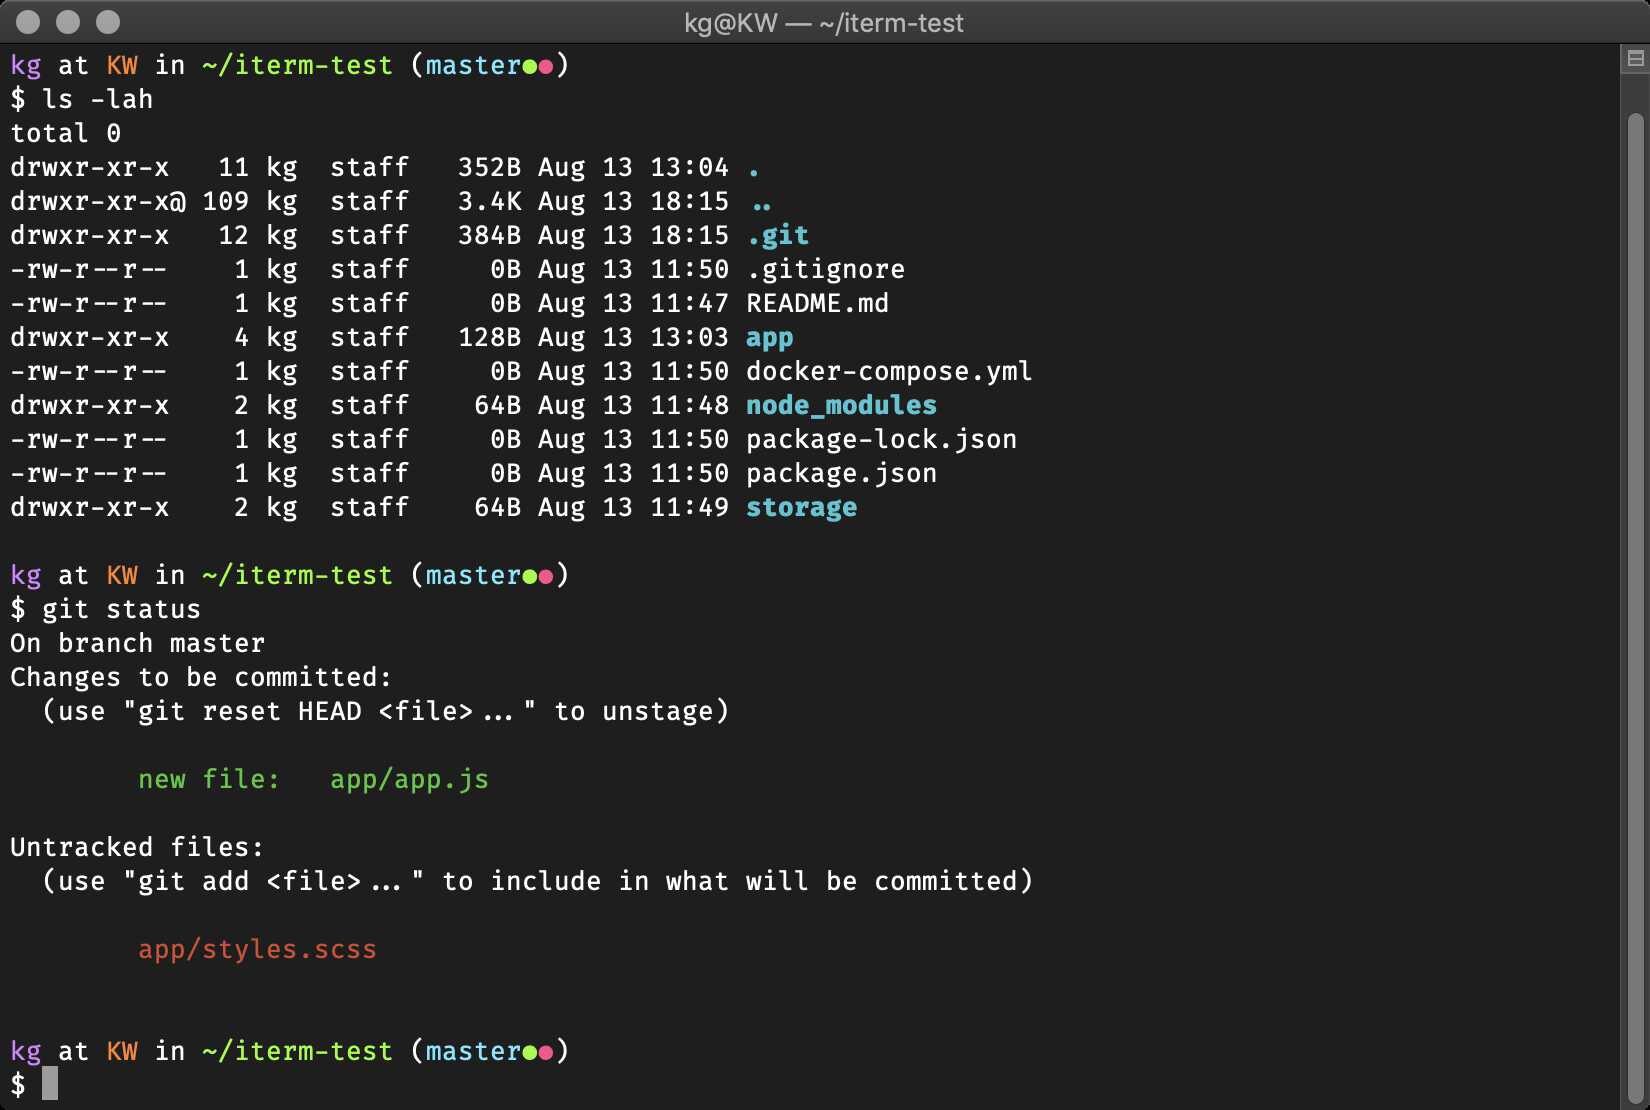 kg@KW — ~/iterm-test
kg at KW in ~/iterm-test (master●●)
$ ls -lah
total 0
drwxr-xr-x   11 kg  staff   352B Aug 13 13:04 .
drwxr-xr-x@ 109 kg  staff   3.4K Aug 13 18:15 ..
drwxr-xr-x   12 kg  staff   384B Aug 13 18:15 .git
-rw-r--r--    1 kg  staff     0B Aug 13 11:50 .gitignore
-rw-r--r--    1 kg  staff     0B Aug 13 11:47 README.md
drwxr-xr-x    4 kg  staff   128B Aug 13 13:03 app
-rw-r--r--    1 kg  staff     0B Aug 13 11:50 docker-compose.yml
drwxr-xr-x    2 kg  staff    64B Aug 13 11:48 node_modules
-rw-r--r--    1 kg  staff     0B Aug 13 11:50 package-lock.json
-rw-r--r--    1 kg  staff     0B Aug 13 11:50 package.json
drwxr-xr-x    2 kg  staff    64B Aug 13 11:49 storage
kg at KW in ~/iterm-test (master●●)
$ git status
On branch master
Changes to be committed:
  (use "git reset HEAD <file>..." to unstage)
        new file:   app/app.js
Untracked files:
  (use "git add <file>..." to include in what will be committed)
        app/styles.scss
kg at KW in ~/iterm-test (master●●)
$